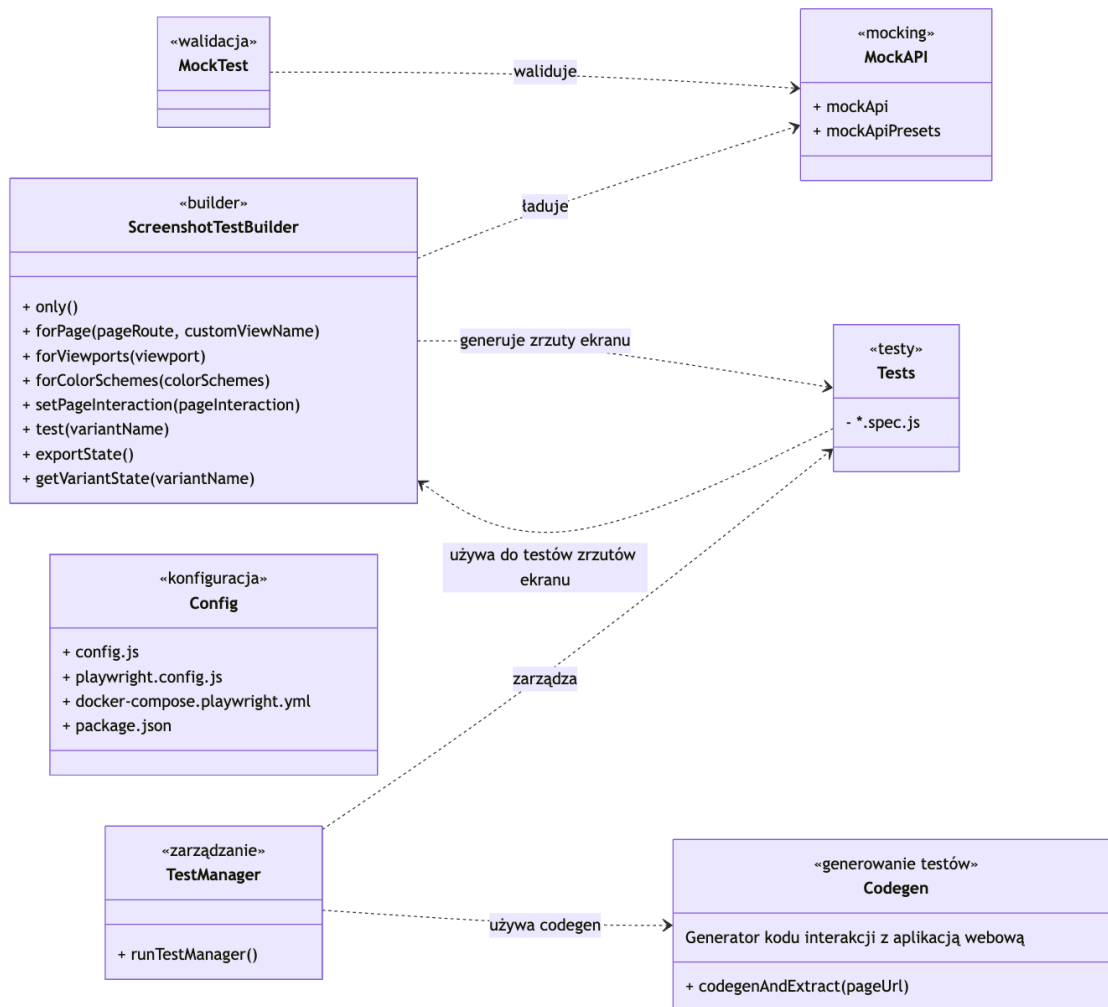 «walidacja»
MockTest
waliduje
«mocking»
MockAPI
+ mockApi
+ mockApiPresets
«builder»
ScreenshotTestBuilder
+ only()
+ forPage(pageRoute, customViewName)
+ forViewports(viewport)
+ forColorSchemes(colorSchemes)
+ setPageInteraction(pageInteraction)
+ test(variantName)
+ exportState()
+ getVariantState(variantName)
ładuje
generuje zrzuty ekranu
«testy»
Tests
- *.spec.js
używa do testów zrzutów
ekranu
«konfiguracja»
Config
+ config.js
+ playwright.config.js
+ docker-compose.playwright.yml
+ package.json
zarządza
«zarządzanie»
TestManager
+ runTestManager()
używa codegen
«generowanie testów»
Codegen
Generator kodu interakcji z aplikacją webową
+ codegenAndExtract(pageUrl)